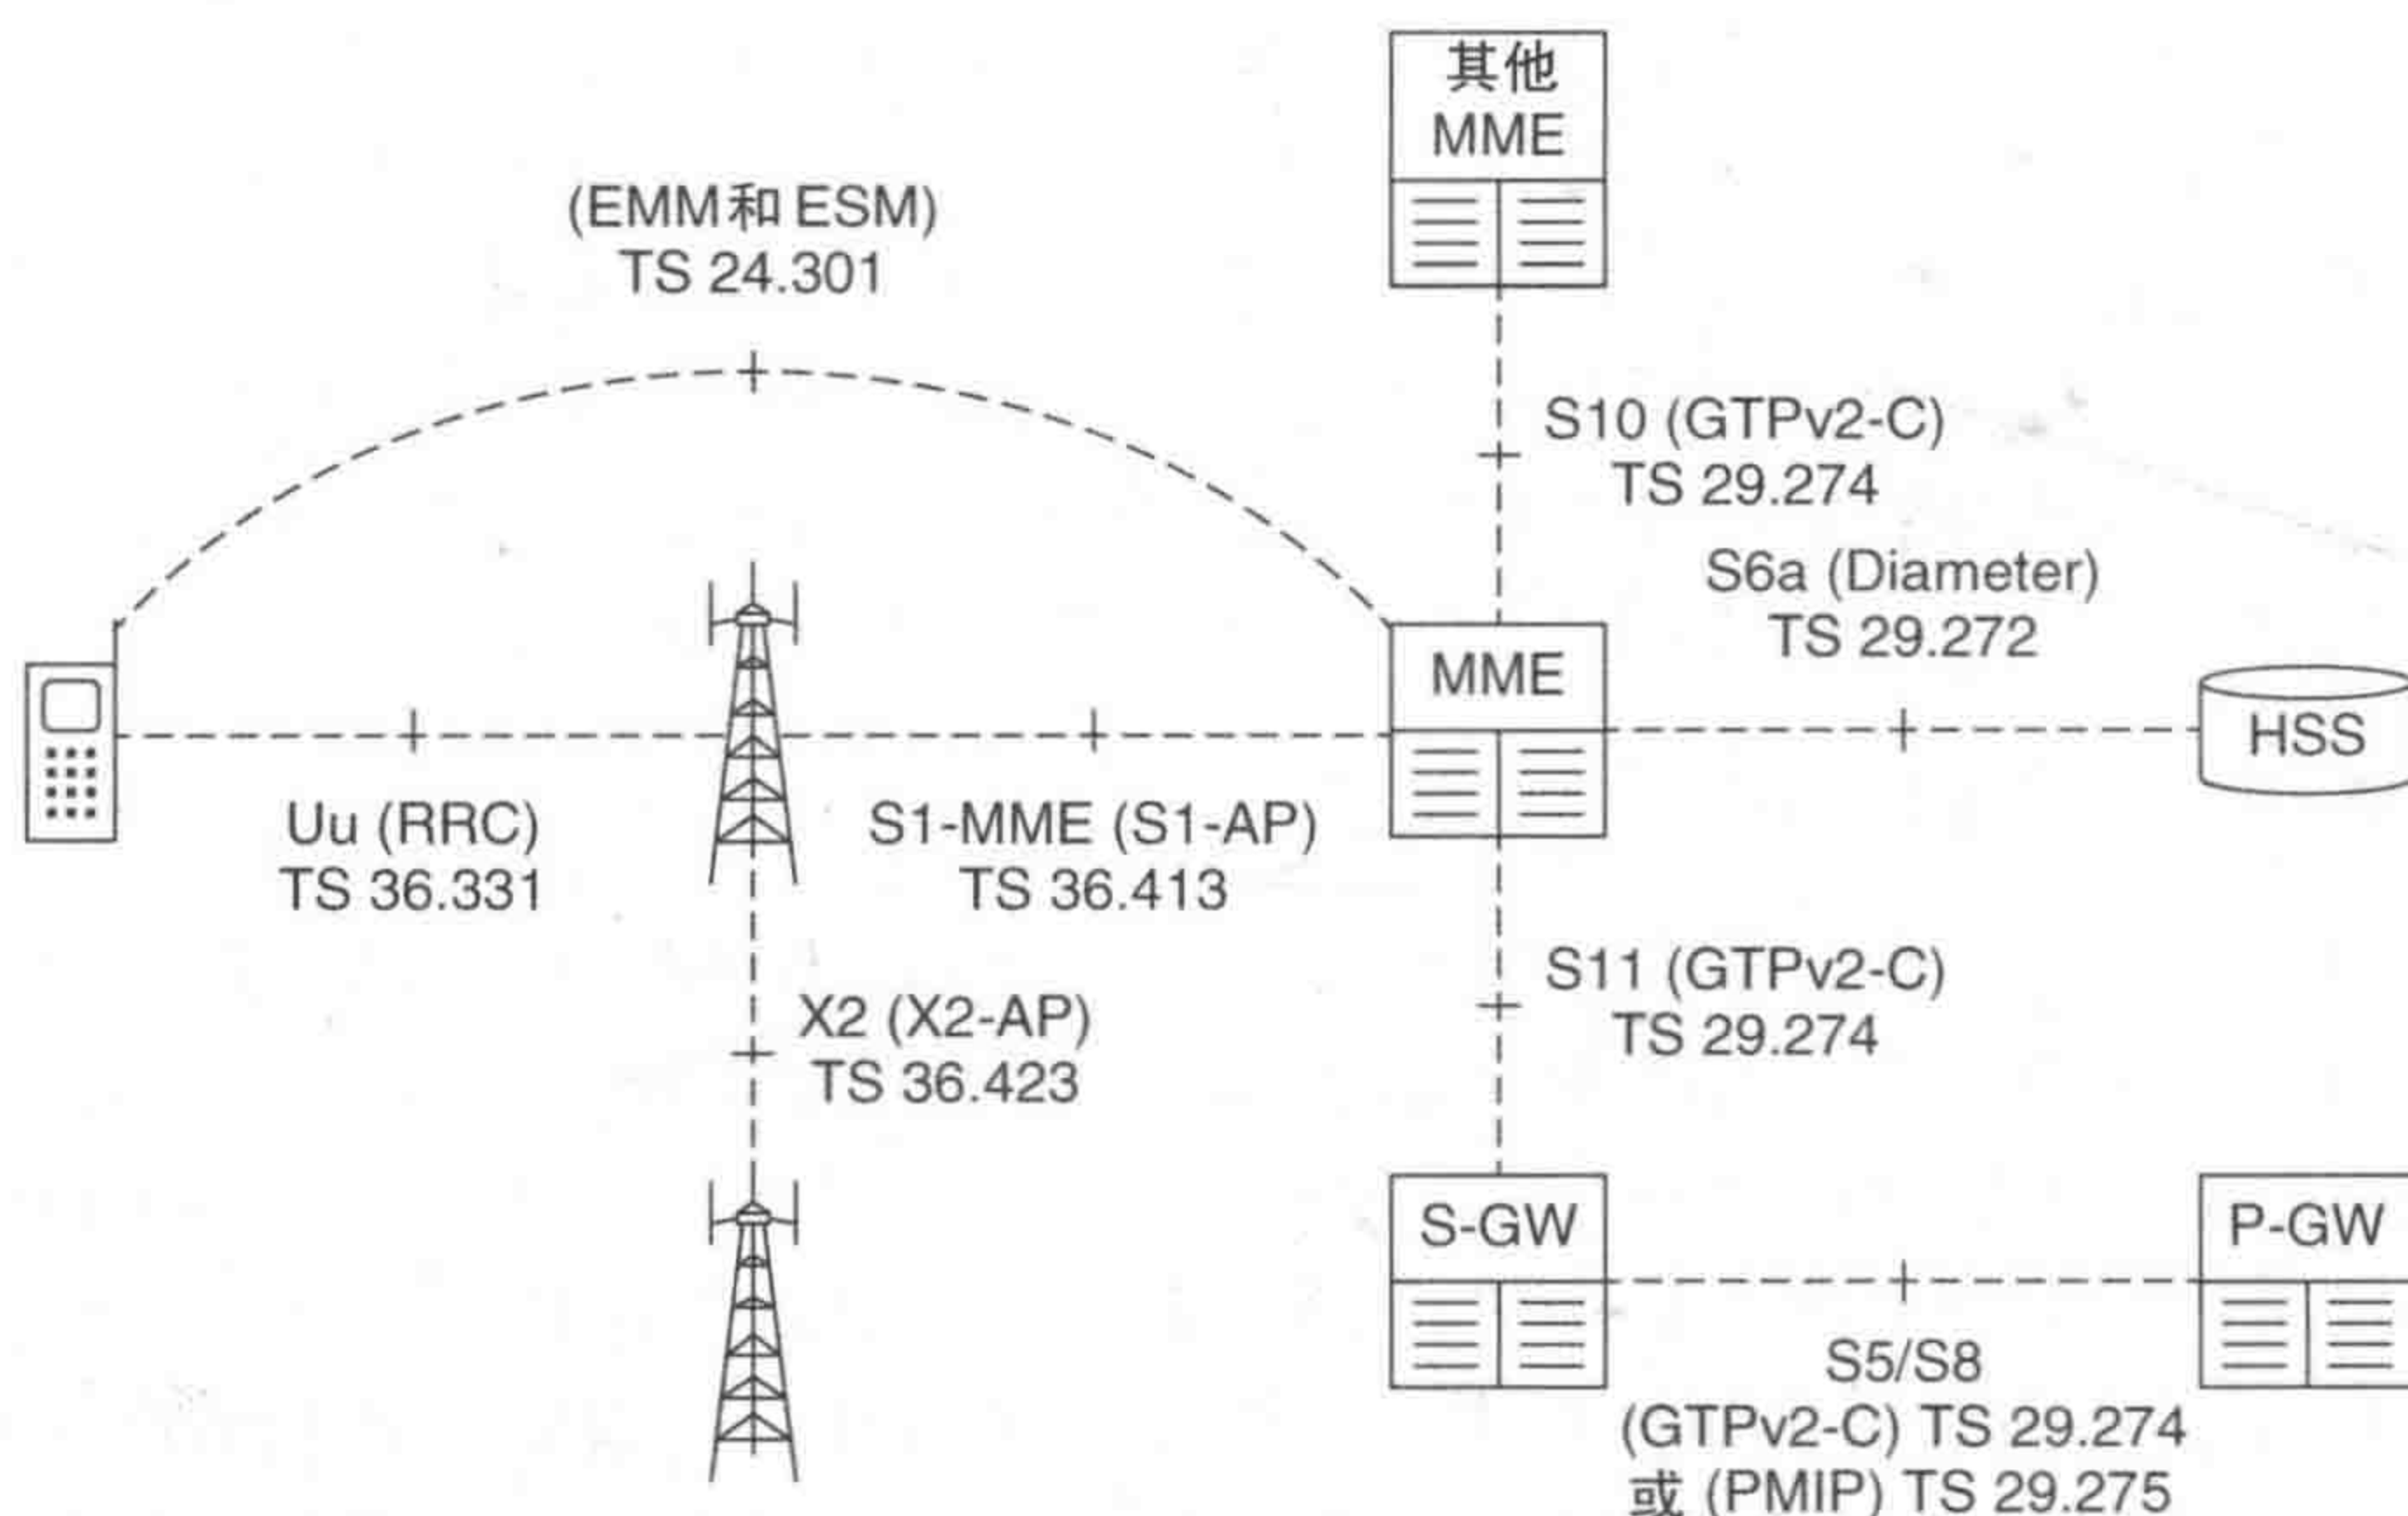 其他
MME
(EMM和 ESM)
TS 24.301
S10 (GTPv2-C)
TS 29.274
S6a (Diameter)
TS 29.272
MME
HSS
Uu (RRC)
TS 36.331
S1-MME (S1-AP)
TS 36.413
S11 (GTPv2-C)
TS 29.274
X2 (X2-AP)
TS 36.423
S-GW
P-GW
S5/S8
(GTPv2-C) TS 29.274
或 (PMIP) TS 29.275